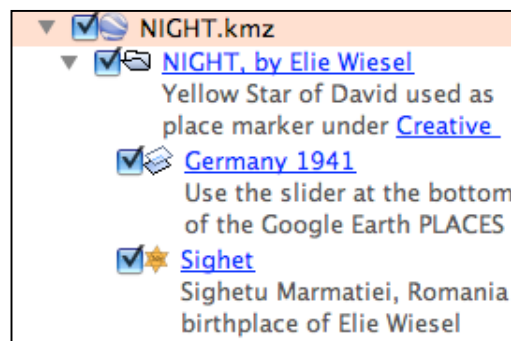 NIGHT.kmz
NIGHT, by Elie Wiesel
Yellow Star of David used as
place marker under Creative
Germany 1941
Use the slider at the bottom
of the Google Earth PLACES
Sighet
Sighetu Marmatiei, Romania
birthplace of Elie Wiesel